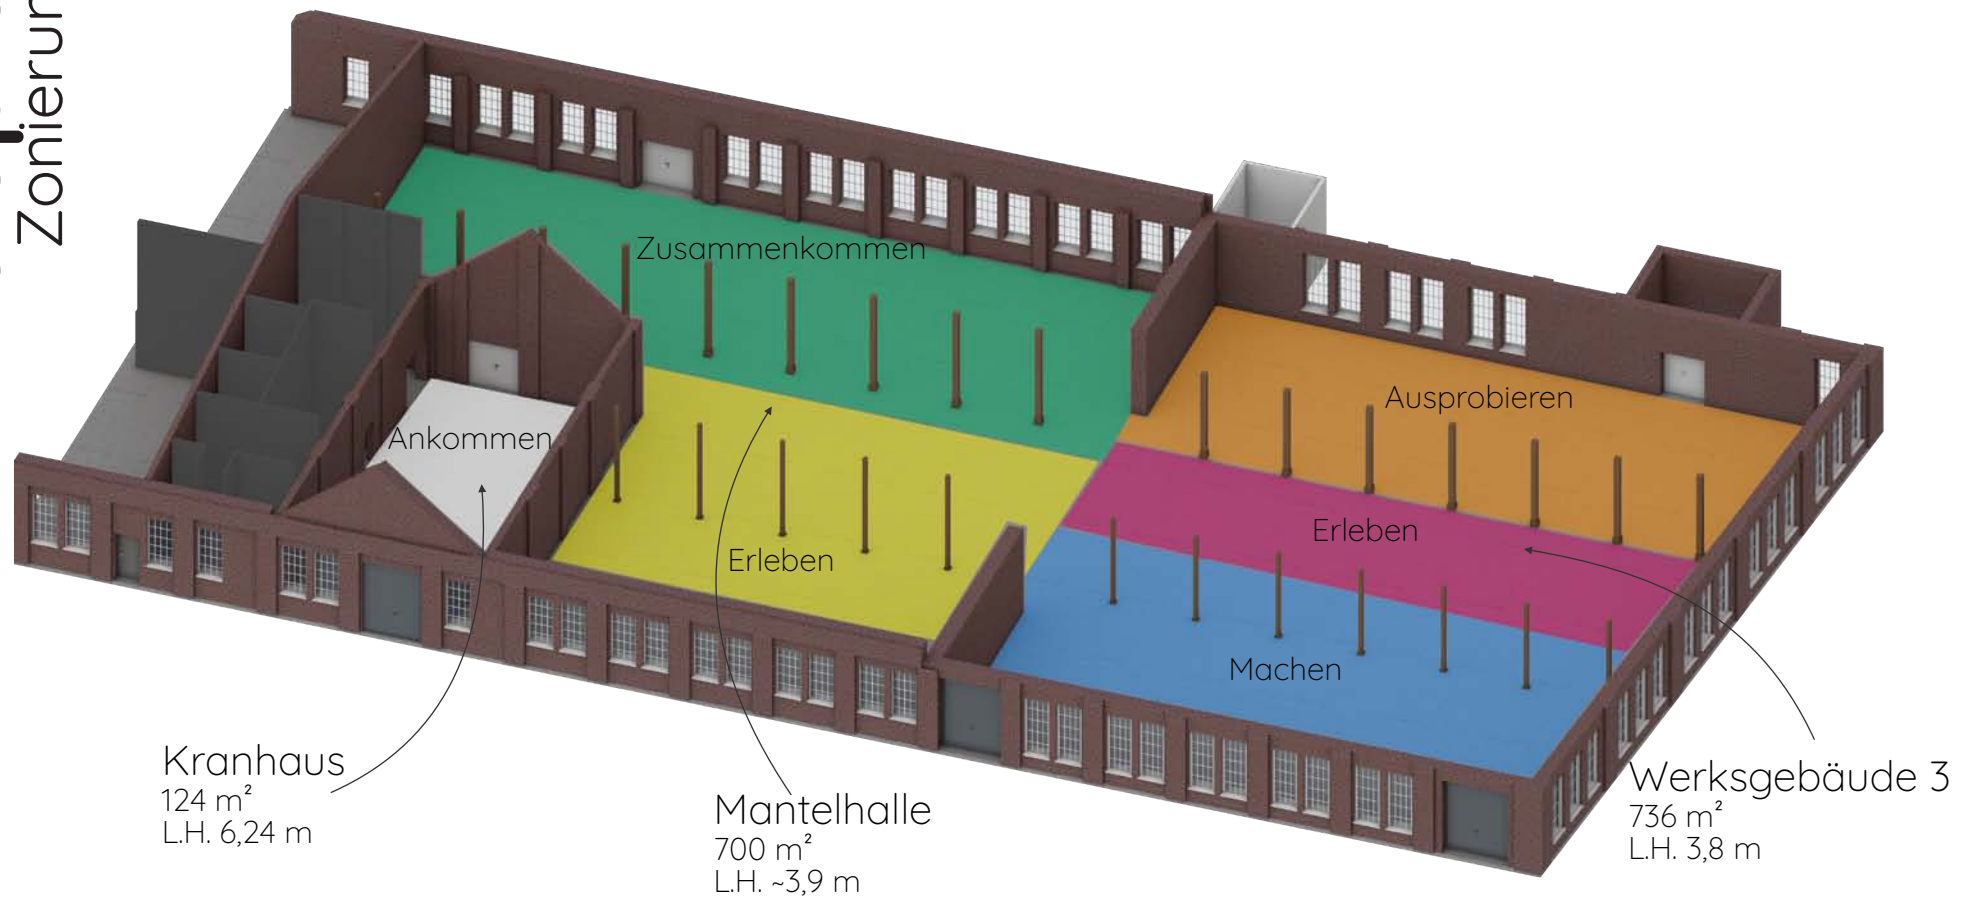 Zusammenkommen
Ausprobieren
Ankommen
Erleben
Erleben
Machen
Kranhaus
124 m²
L.H. 6,24 m
Mantelhalle
700 m²
L.H. ~3,9 m
Werksgebäude 3
736 m²
L.H. 3,8 m